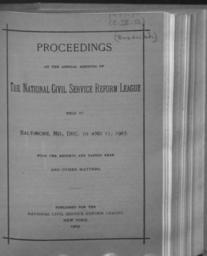 PROCEEDINGS
AT THE ANNUAL MEETING OF
THE NATIONAL CIVIL SERVICE REFORM LEAGUE
HELD AT
BALTIMORE, MD., DEC. 10 AND 11, 1903.
WITH THE REPORTS AND PAPERS READ
AND OTHER MATTERS.
PUBLISHED FOR THE
NATIONAL CIVIL SERVICE REFORM LEAGUE
NEW YORK.
1903